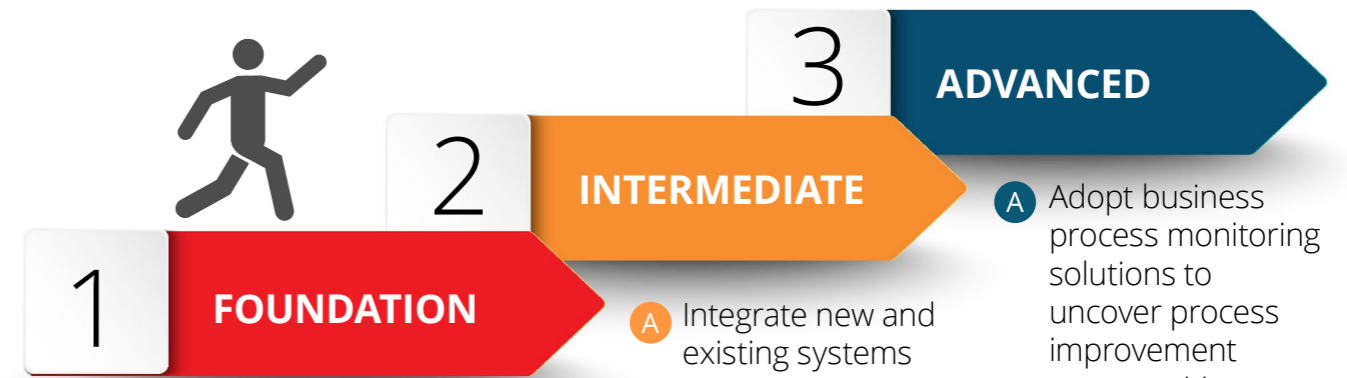 3
ADVANCED
2
INTERMEDIATE
A Adopt business
process monitoring
solutions to
uncover process
improvement
1
FOUNDATION
A Integrate new and
existing systems